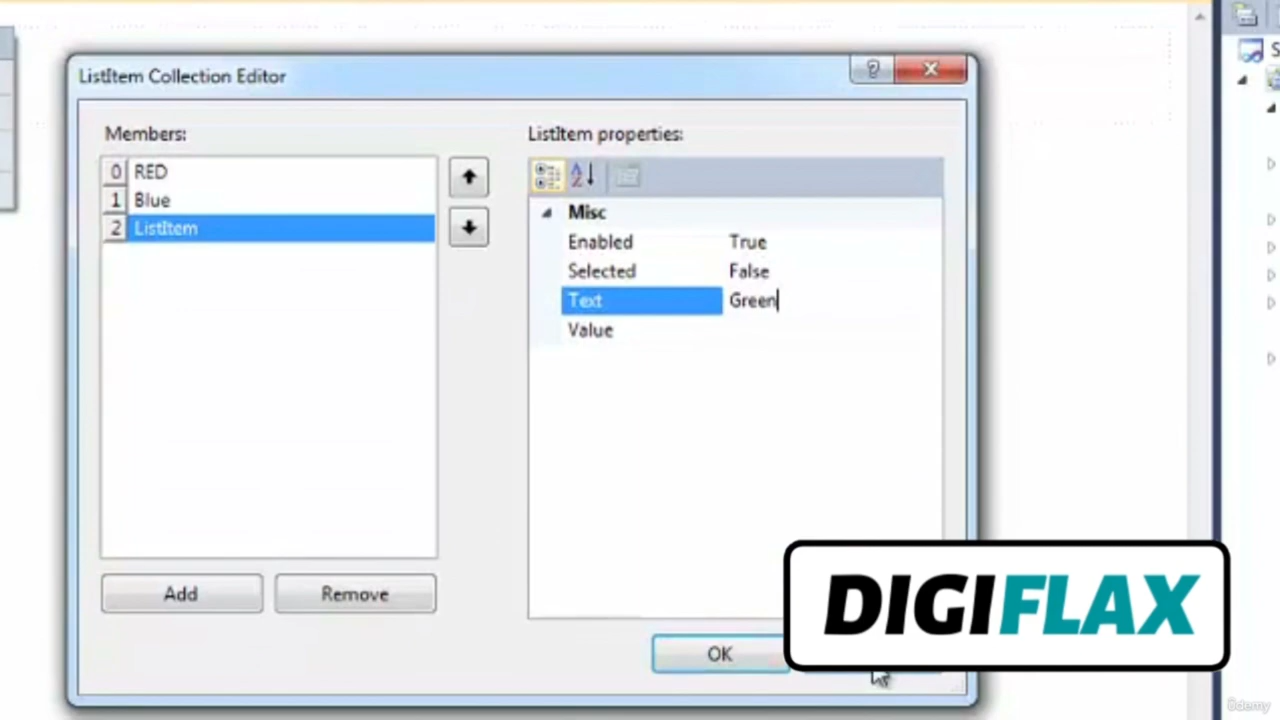 ListItem Collection Editor
Members:
0 RED
1 Blue
2 ListItem
Add
Remove
ListItem properties:
Misc
Enabled True
Selected False
Text Green
Value
OK
DIGIFLAX
S
ûdemy